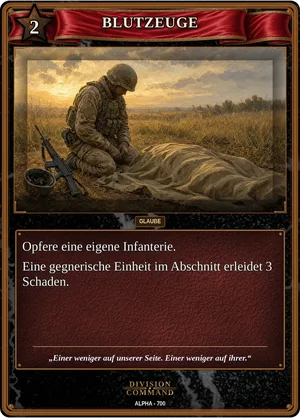 BLUTZEUGE
2
GLAUBE
Opfere eine eigene Infanterie.
Eine gegnerische Einheit im Abschnitt erleidet 3
Schaden.
„Einer weniger auf unserer Seite. Einer weniger auf ihrer.“
DIVISION
COMMAND
ALPHA - 700